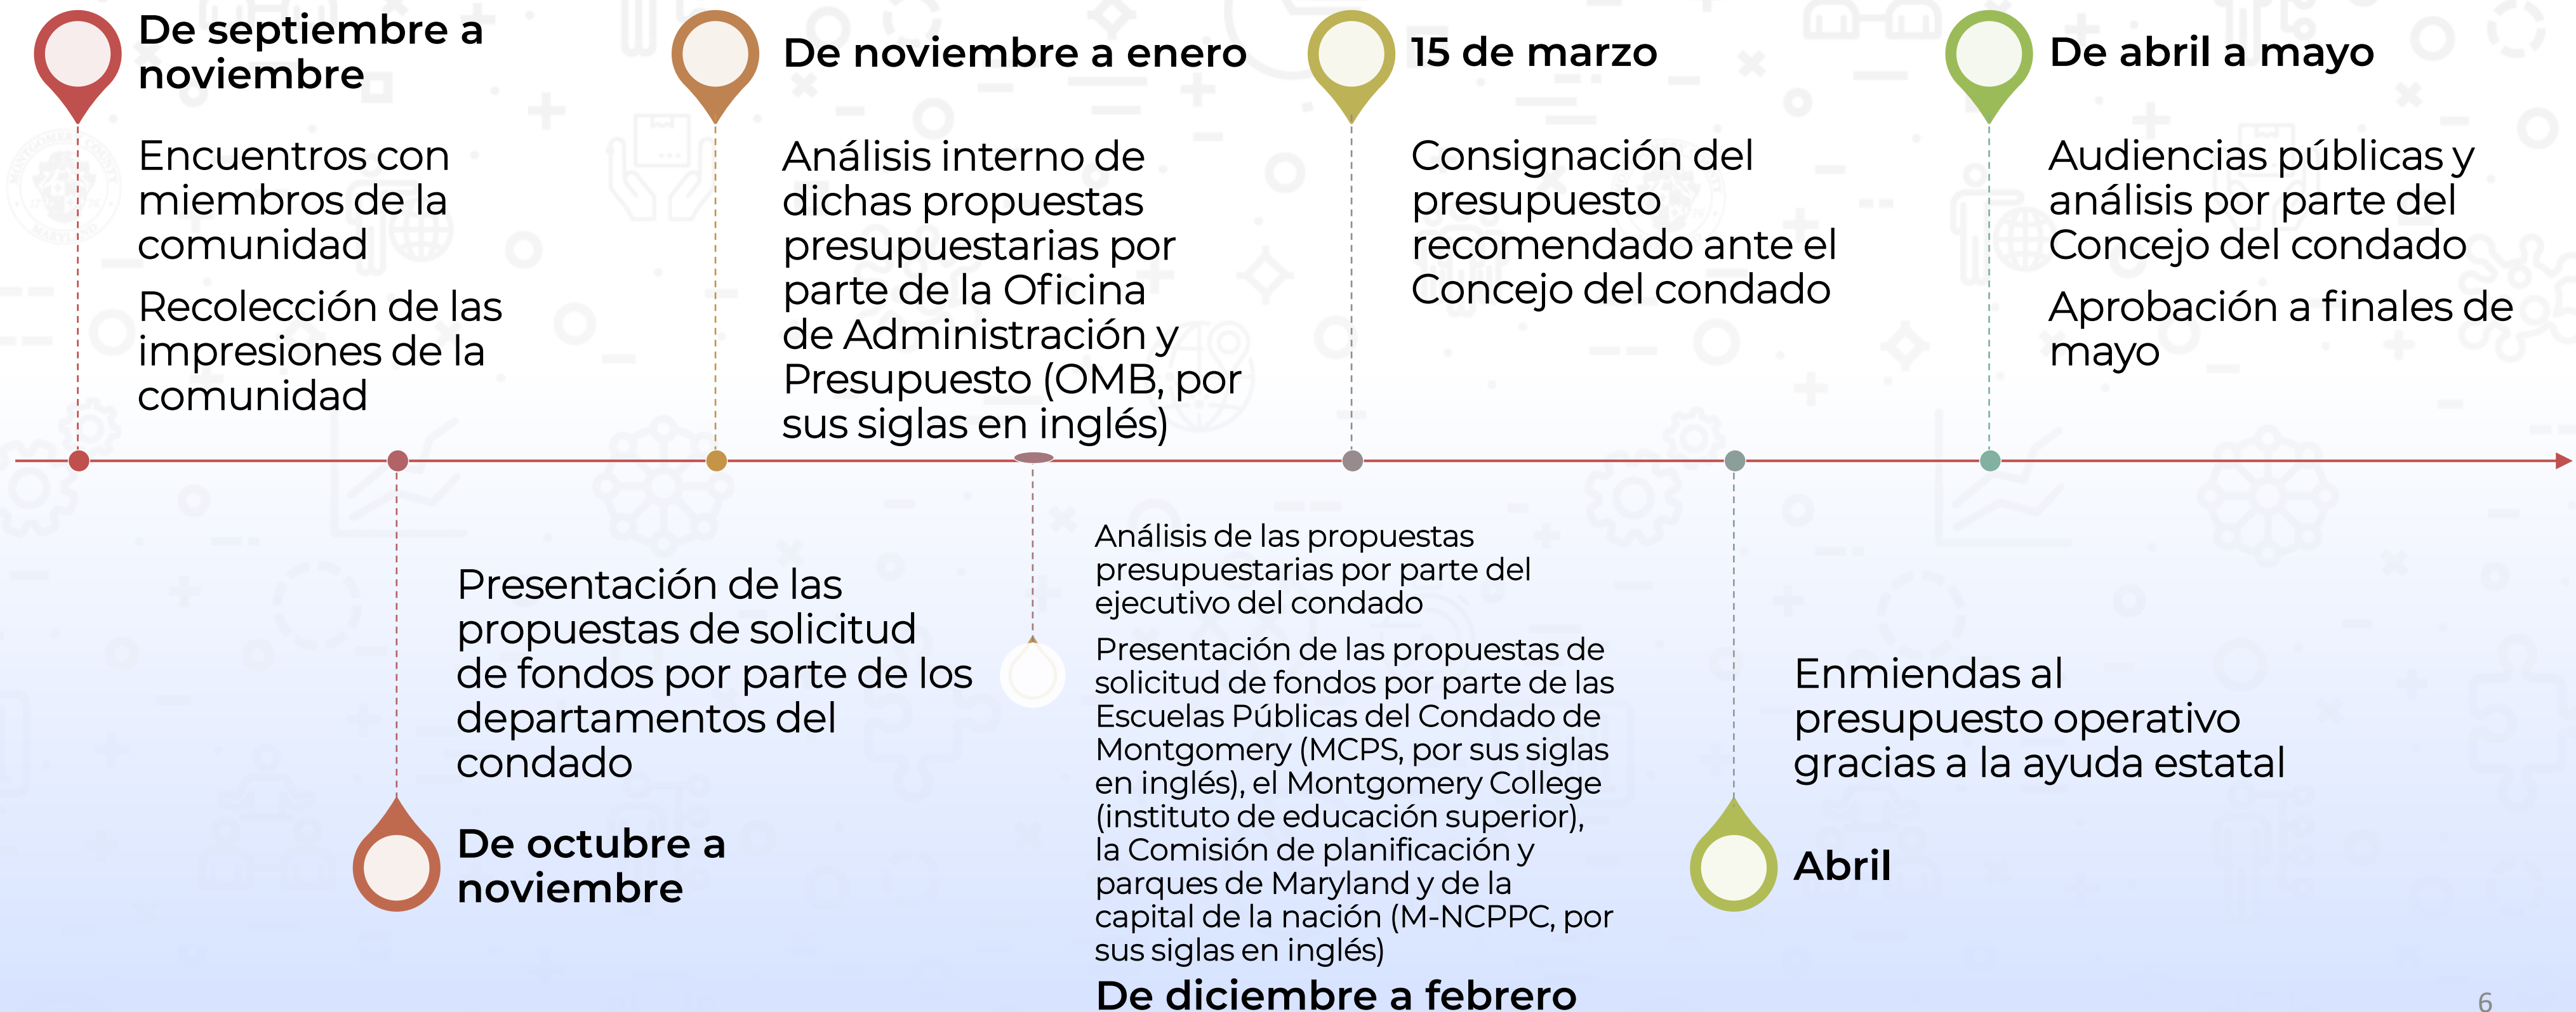 De septiembre a
noviembre
Encuentros con
miembros de la
comunidad
Recolección de las
impresiones de la
comunidad
Presentación de las
propuestas de solicitud
de fondos por parte de los
departamentos del
condado
De octubre a
noviembre
De noviembre a enero
Análisis interno de
dichas propuestas
presupuestarias por
parte de la Oficina
de Administración y
Presupuesto (OMB, por
sus siglas en inglés)
Análisis de las propuestas
presupuestarias por parte del
ejecutivo del condado
Presentación de las propuestas de
solicitud de fondos por parte de las
Escuelas Públicas del Condado de
Montgomery (MCPS, por sus siglas
en inglés), el Montgomery College
(instituto de educación superior),
la Comisión de planificación y
parques de Maryland y de la
capital de la nación (M-NCPPC, por
sus siglas en inglés)
De diciembre a febrero
15 de marzo
Consignación del
presupuesto
recomendado ante el
Concejo del condado
Enmiendas al
presupuesto operativo
gracias a la ayuda estatal
Abril
De abril a mayo
Audiencias públicas y
análisis por parte del
Concejo del condado
Aprobación a finales de
mayo
6